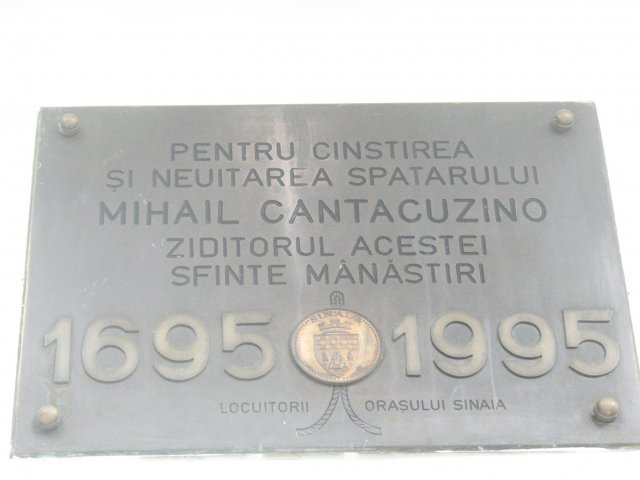 PENTRU CINSTIREA
ȘI NEUITAREA SPATARULUI
MIHAIL CANTACUZINO
ZIDITORUL ACESTEI
SFINTE MÂNĂSTIRI
SINAIA
1695 1995
LOCUITORII ORAȘULUI SINAIA